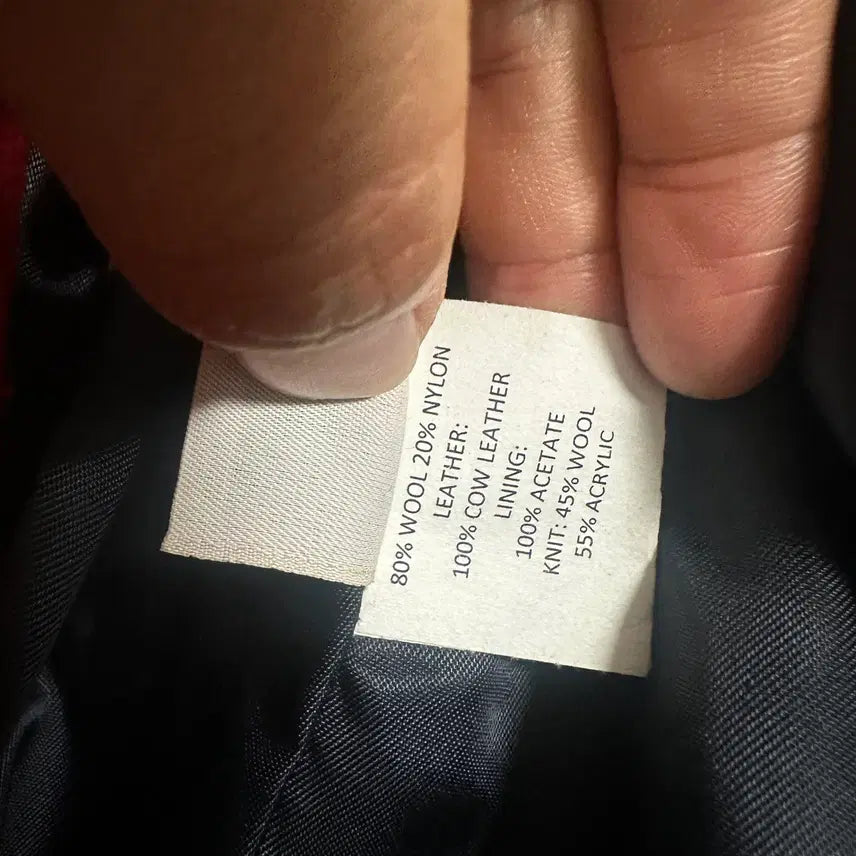 80% WOOL 20% NYLON
LEATHER:
100% COW LEATHER
LINING:
100% ACETATE
KNIT: 45% WOOL
55% ACRYLIC